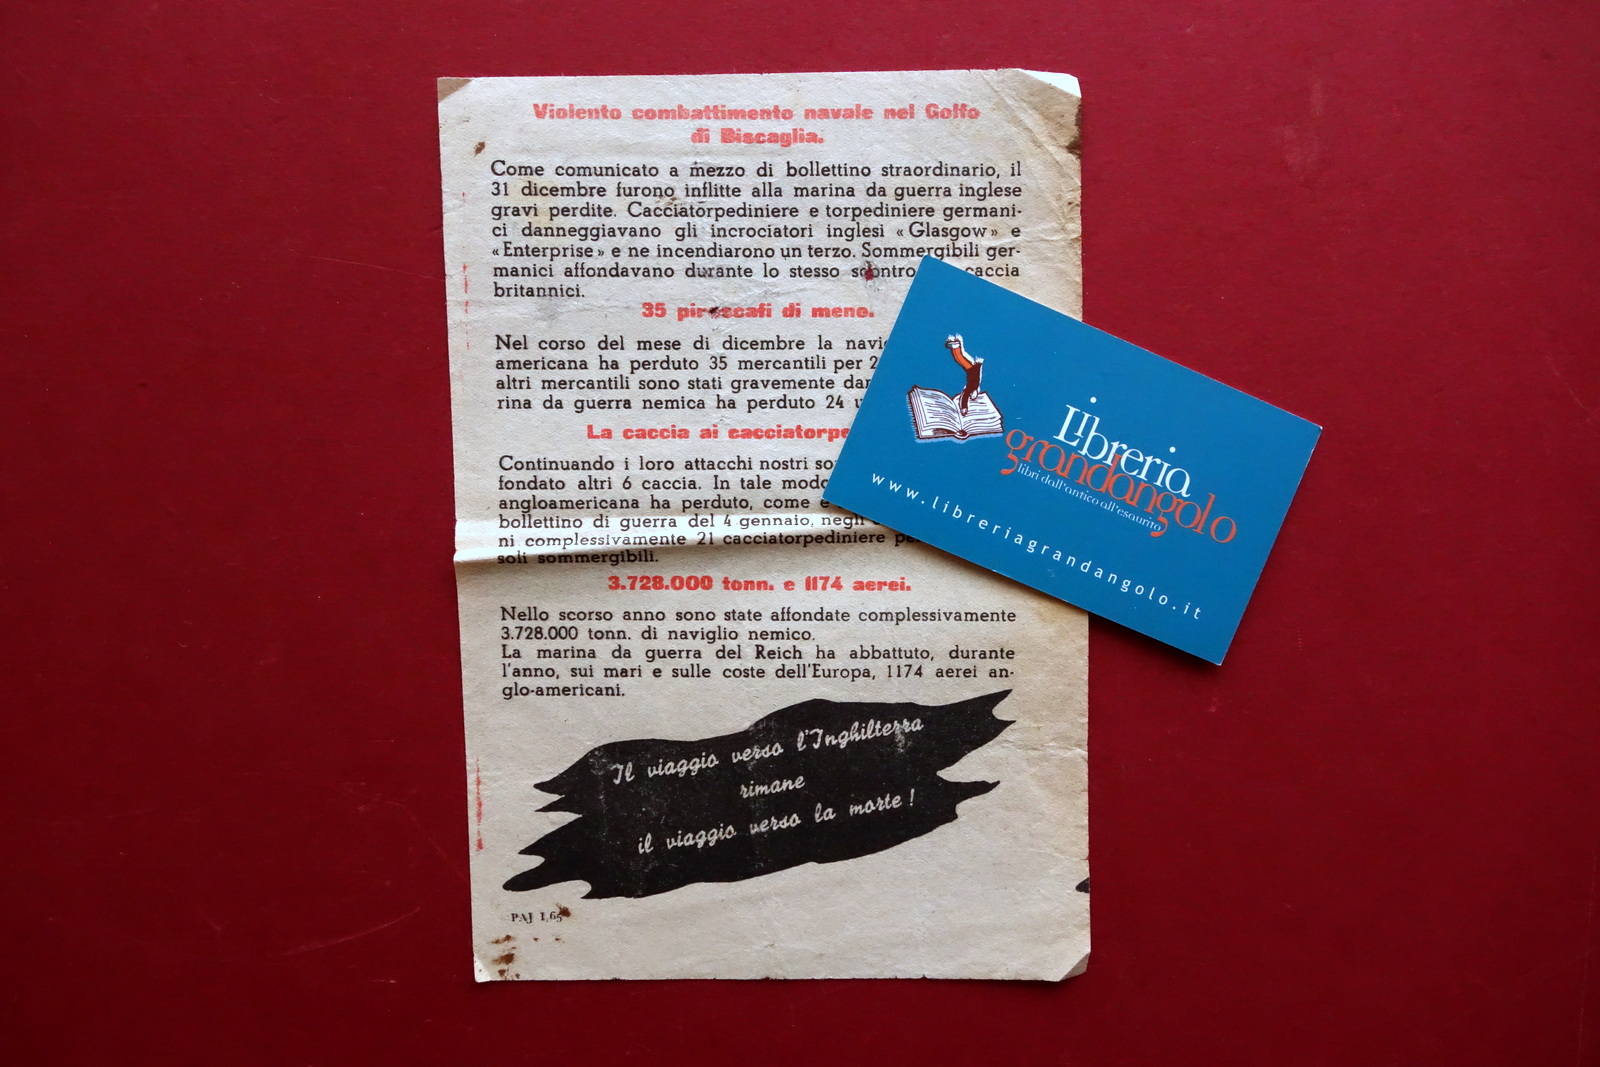 Violento combattimento navale nel Golfo
di Biscaglia.
Come comunicato a mezzo di bollettino straordinario, il
31 dicembre furono inflitte alla marina da guerra inglese
gravi perdite. Cacciatorpediniere e torpediniere germani-
ci danneggiavano gli incrociatori inglesi «Glasgow» e
«Enterprise» e ne incendiarono un terzo. Sommergibili ger-
manici affondavano durante lo stesso scontro caccia
britannici.
35 piroscafi di meno.
Nel corso del mese di dicembre la
americana ha perduto 35 mercantili per
altri mercantili sono stati gravemente
rina da guerra nemica ha perduto 24
La caccia ai
Continuando i loro attacchi nostri
fondato altri 6 caccia. In tale modo
angloamericana ha perduto, come
bollettino di guerra del 4 gennaio, negli
ni complessivamente 21 cacciatorpediniere
soli sommergibili.
3.728.000 tonn. e 1174 aerei.
Nello scorso anno sono state affondate complessivamente
3.728.000 tonn. di naviglio nemico.
La marina da guerra del Reich ha abbattuto, durante
l'anno, sui mari e sulle coste dell'Europa, 1174 aerei an-
glo-americani.
Il viaggio verso l'Inghilterra
rimane
il viaggio verso la morte!
PAJ 1,65
Libreria
grandangolo
libri dall'antico all'esaurito
www.libreriagrandangolo.it